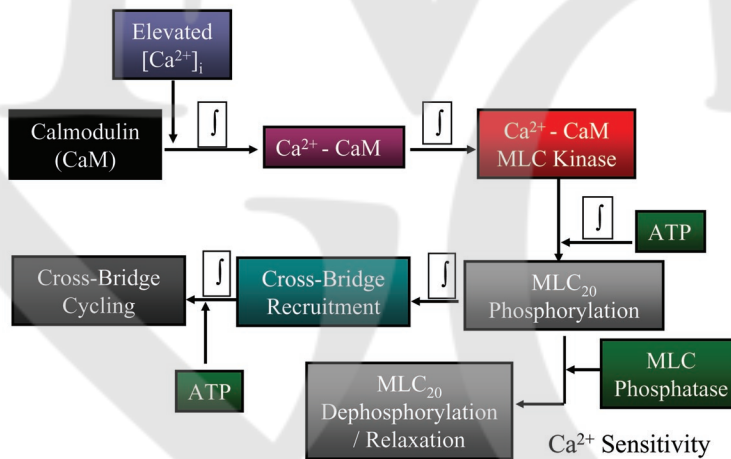 Elevated
[Ca²⁺]ᵢ
∫
∫
Calmodulin
(CaM)
Ca²⁺ - CaM
Ca²⁺ - CaM
MLC Kinase
∫
ATP
Cross-Bridge
Cycling
∫
Cross-Bridge
Recruitment
∫
MLC₂₀
Phosphorylation
ATP
MLC₂₀
Dephosphorylation
/ Relaxation
MLC
Phosphatase
Ca²⁺ Sensitivity